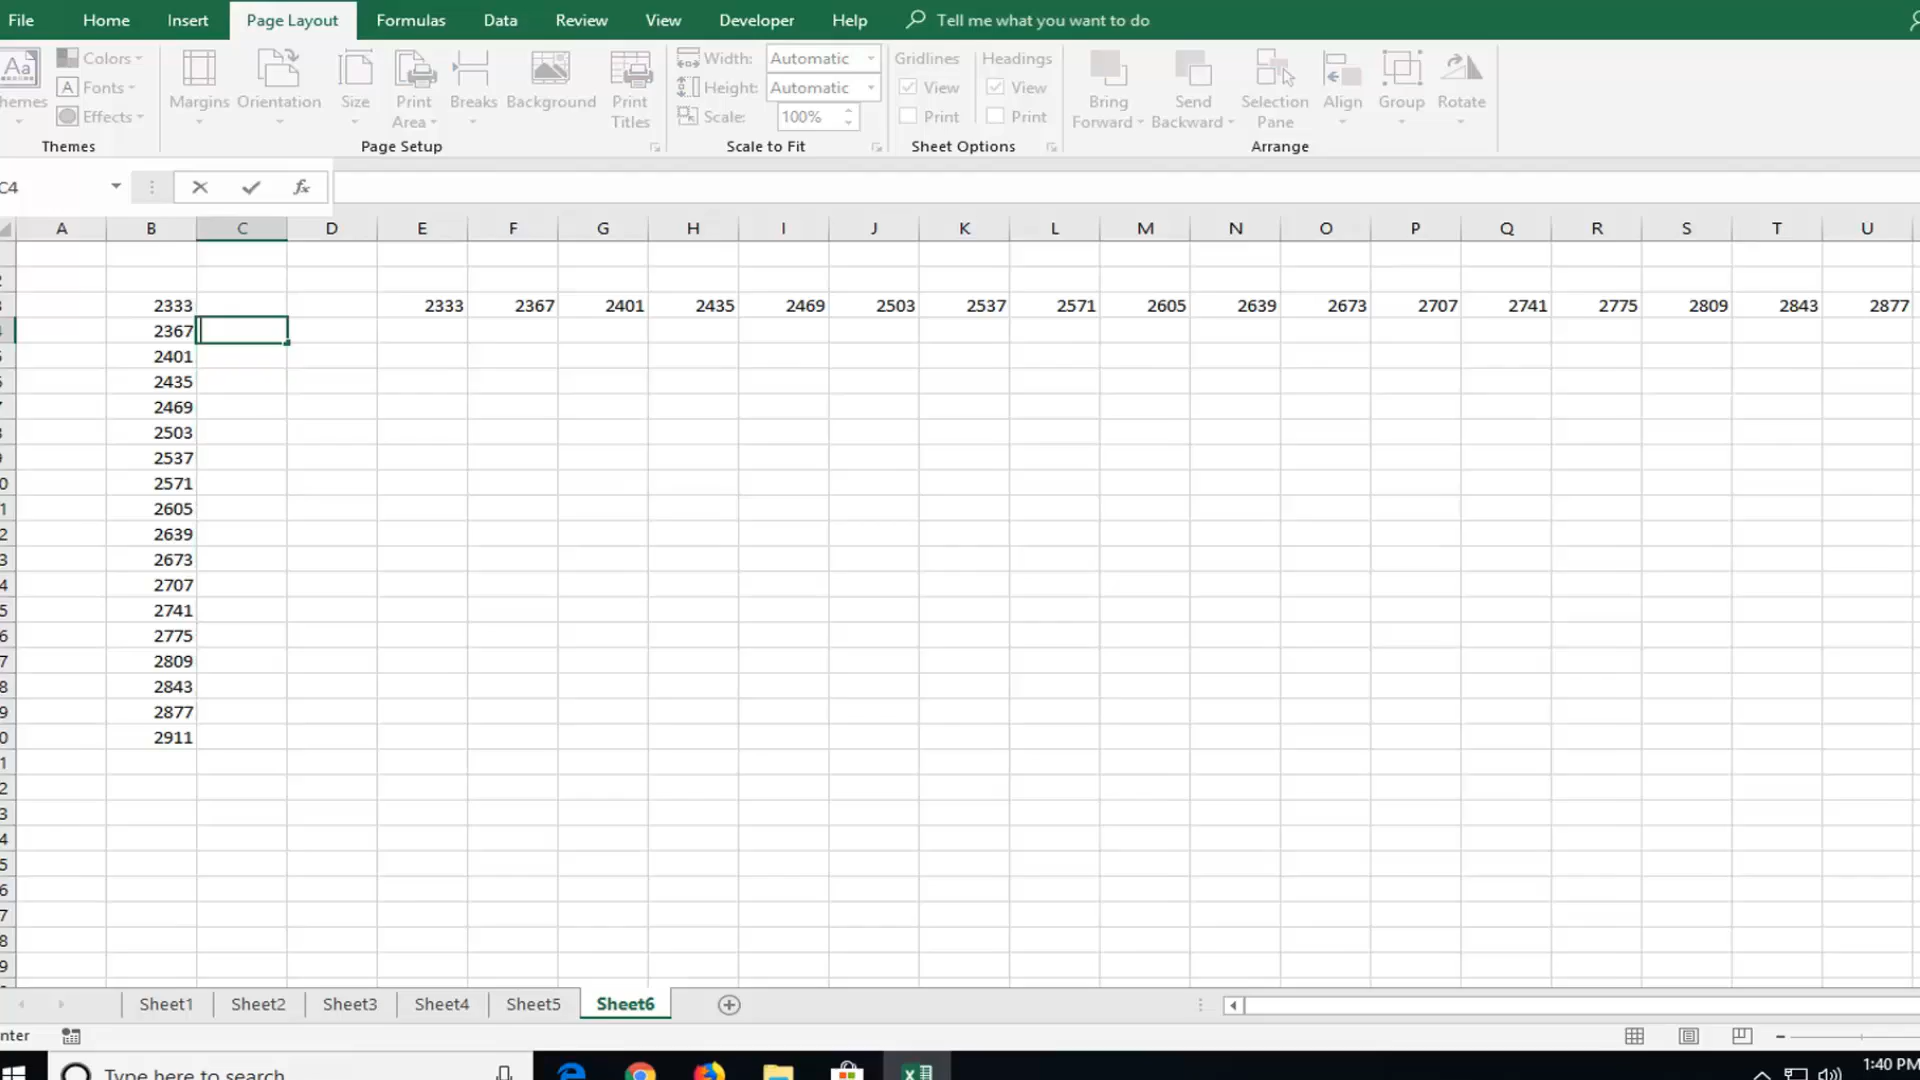 File Home Insert Page Layout Formulas Data Review View Developer Help Tell me what you want to do
Aa Colors Margins Orientation Size Print Area Breaks Background Print Titles Width: Automatic Gridlines Headings Bring Forward Send Backward Selection Pane Align Group Rotate
Fonts Height: Automatic View View
Effects Scale: 100% Print Print
Themes Page Setup Scale to Fit Sheet Options Arrange
C4 fx
A B C D E F G H I J K L M N O P Q R S T U
2333 2333 2367 2401 2435 2469 2503 2537 2571 2605 2639 2673 2707 2741 2775 2809 2843 2877
2367
2401
2435
2469
2503
2537
2571
2605
2639
2673
2707
2741
2775
2809
2843
2877
2911
Sheet1 Sheet2 Sheet3 Sheet4 Sheet5 Sheet6
nter
Type here to search 1:40 PM